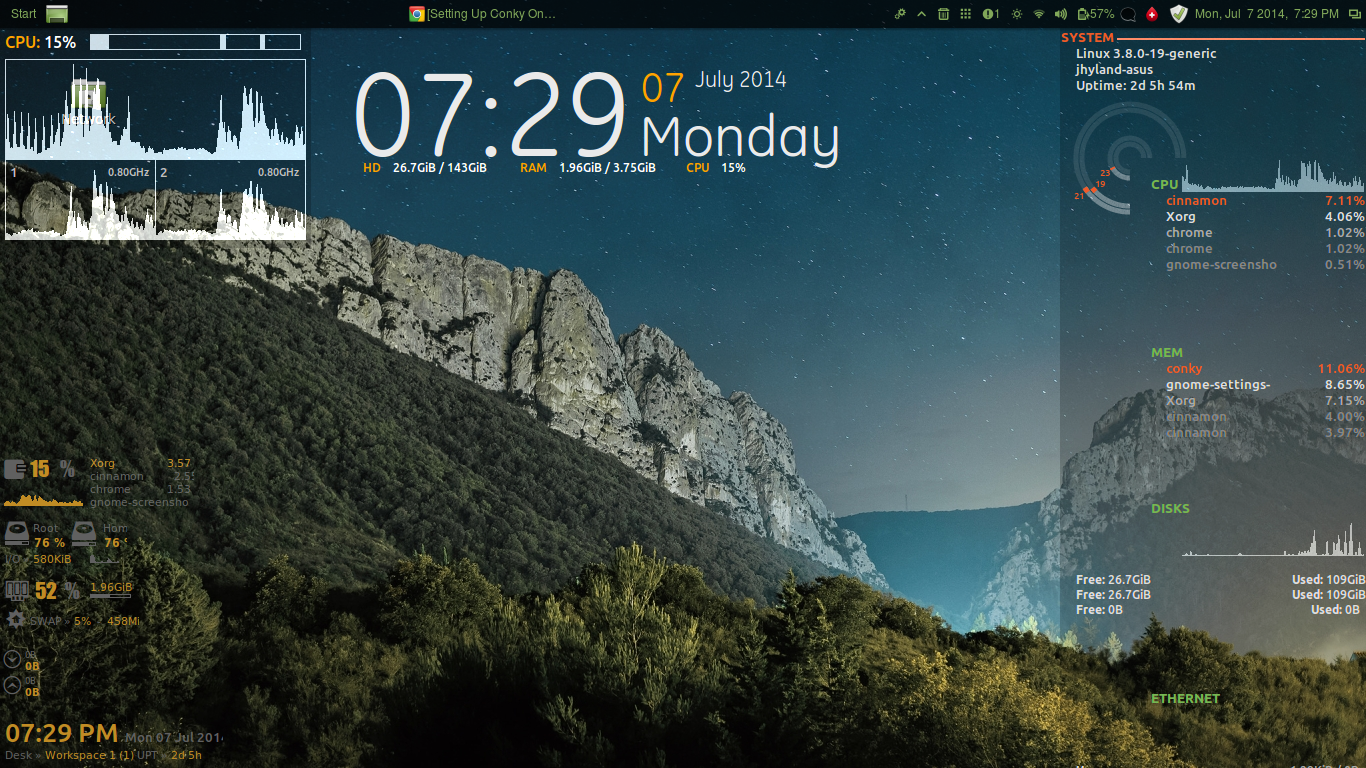 Start
[Setting Up Conky On…
1
57%
Mon, Jul 7 2014, 7:29 PM
CPU: 15%
Network
1 0.80GHz 2 0.80GHz
07:29
07 July 2014
Monday
HD 26.7GiB / 143GiB RAM 1.96GiB / 3.75GiB CPU 15%
SYSTEM
Linux 3.8.0-19-generic
jhyland-asus
Uptime: 2d 5h 54m
23
19
21
CPU
cinnamon 7.11%
Xorg 4.06%
chrome 1.02%
chrome 1.02%
gnome-screensho 0.51%
MEM
conky 11.06%
gnome-settings- 8.65%
Xorg 7.15%
cinnamon 4.00%
cinnamon 3.97%
DISKS
Free: 26.7GiB Used: 109GiB
Free: 26.7GiB Used: 109GiB
Free: 0B Used: 0B
ETHERNET
15 %
Xorg 3.57
cinnamon 2.5
chrome 1.53
gnome-screensho
Root Hom
76 % 76
580KiB
52 % 1.96GiB
SWAP » 5% 458Mi
0B
0B
0B
0B
07:29 PM Mon 07 Jul 201
Desk » Workspace 1 (1) UPT » 2d 5h